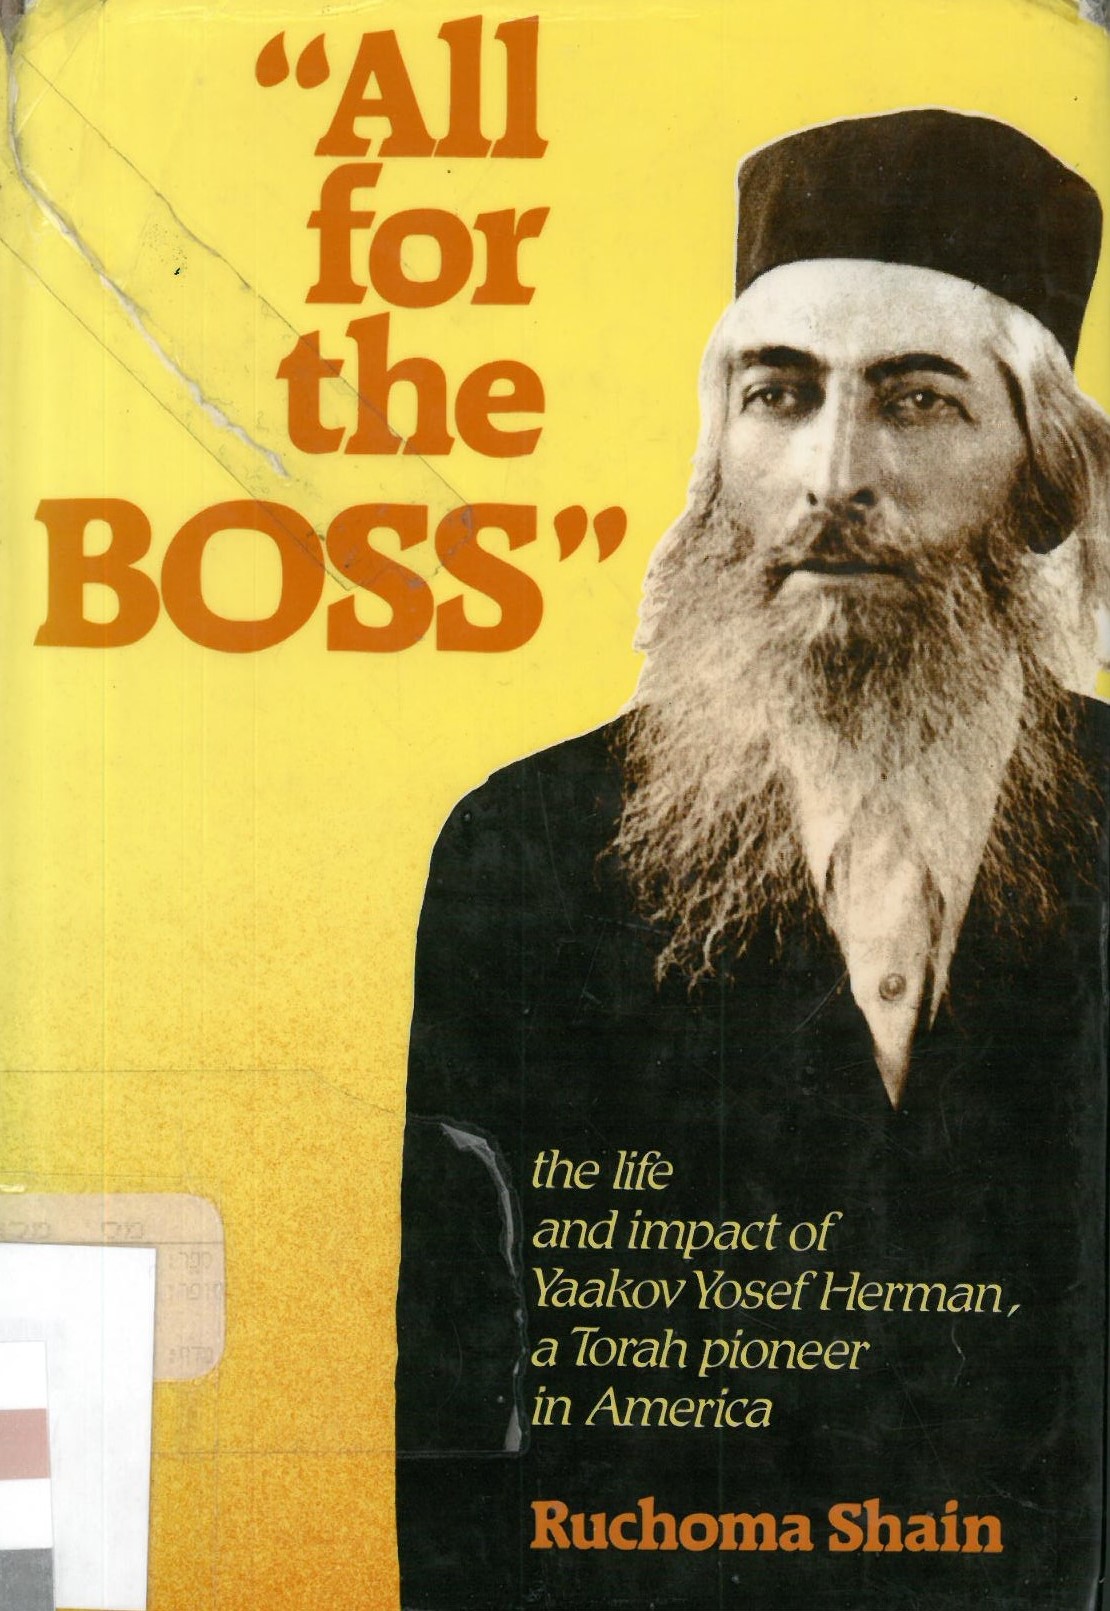 “All
for
the
BOSS”
the life
and impact of
Yaakov Yosef Herman,
a Torah pioneer
in America
Ruchoma Shain